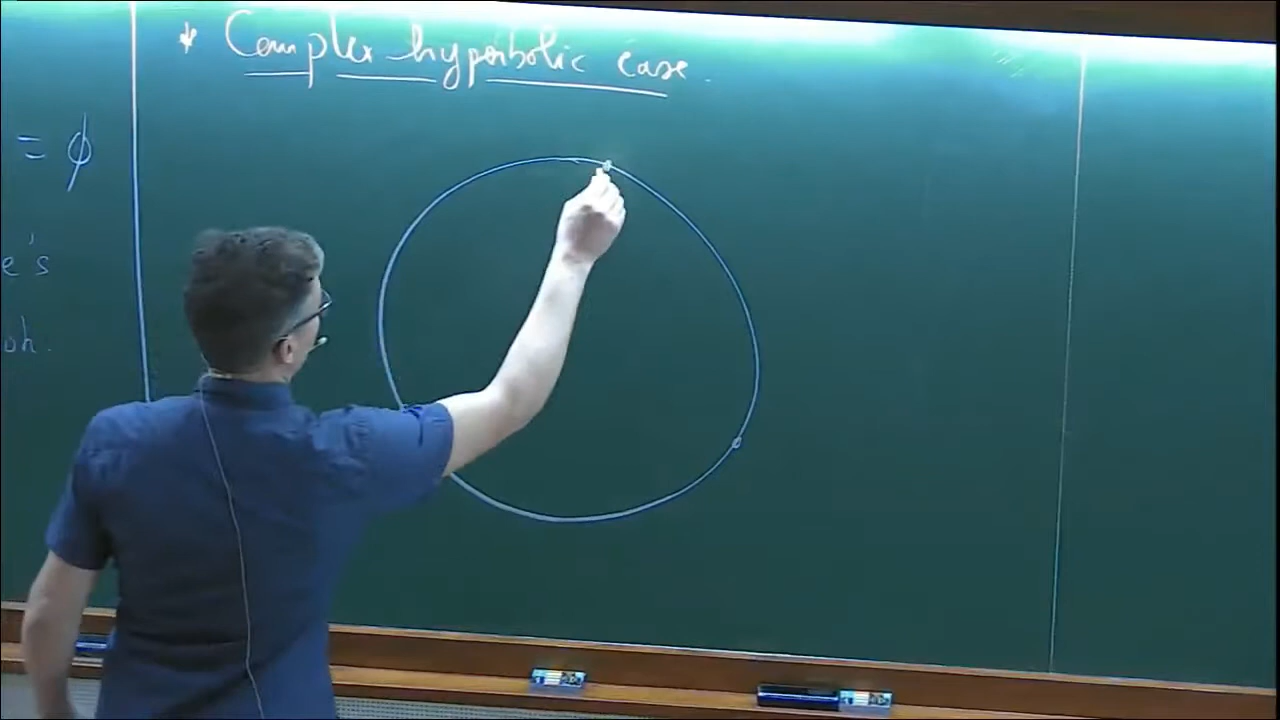 * Complex hyperbolic case.
= ϕ
e's
oh.